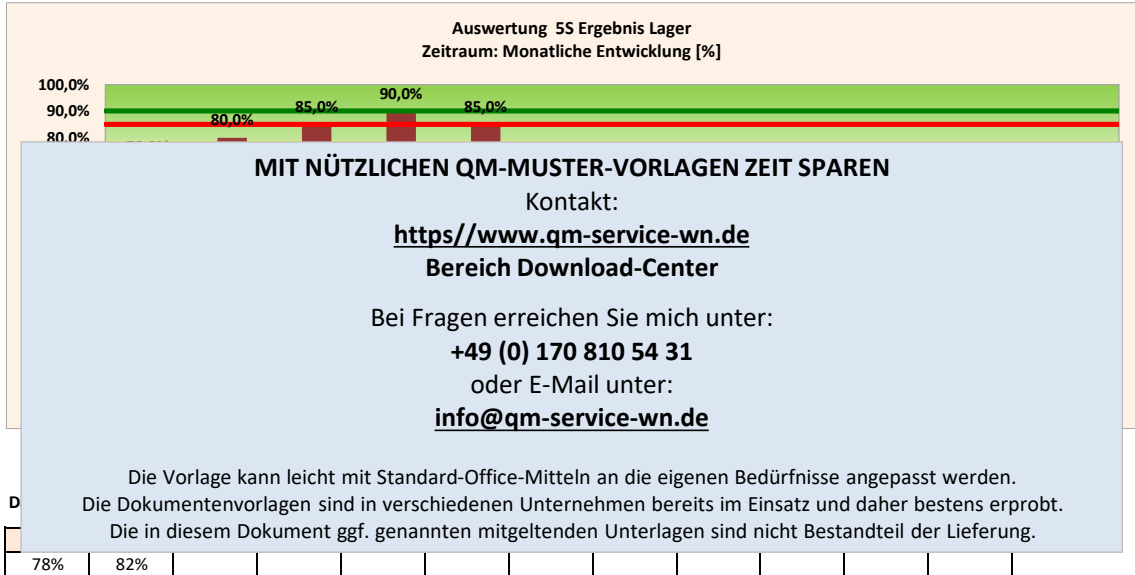 Auswertung 5S Ergebnis Lager
Zeitraum: Monatliche Entwicklung [%]
100,0%
90,0%
85,0%
90,0%
85,0%
80,0%
80,0%
MIT NÜTZLICHEN QM-MUSTER-VORLAGEN ZEIT SPAREN
Kontakt:
https//www.qm-service-wn.de
Bereich Download-Center
Bei Fragen erreichen Sie mich unter:
+49 (0) 170 810 54 31
oder E-Mail unter:
info@qm-service-wn.de
Die Vorlage kann leicht mit Standard-Office-Mitteln an die eigenen Bedürfnisse angepasst werden.
Die Dokumentenvorlagen sind in verschiedenen Unternehmen bereits im Einsatz und daher bestens erprobt.
Die in diesem Dokument ggf. genannten mitgeltenden Unterlagen sind nicht Bestandteil der Lieferung.
78% 82%